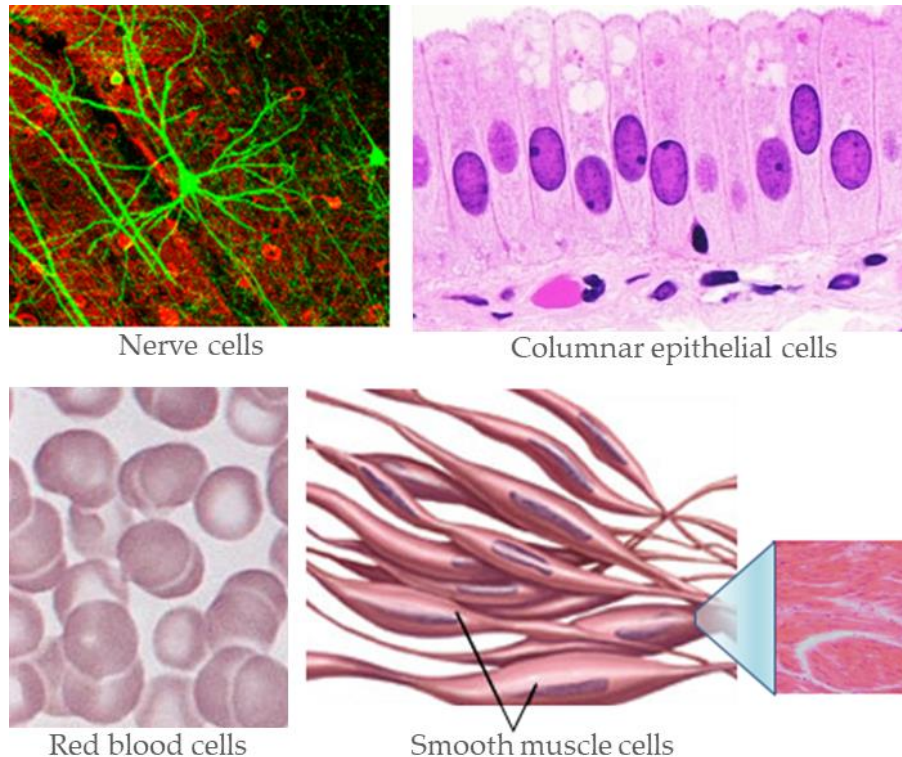 Nerve cells
Columnar epithelial cells
Red blood cells
Smooth muscle cells